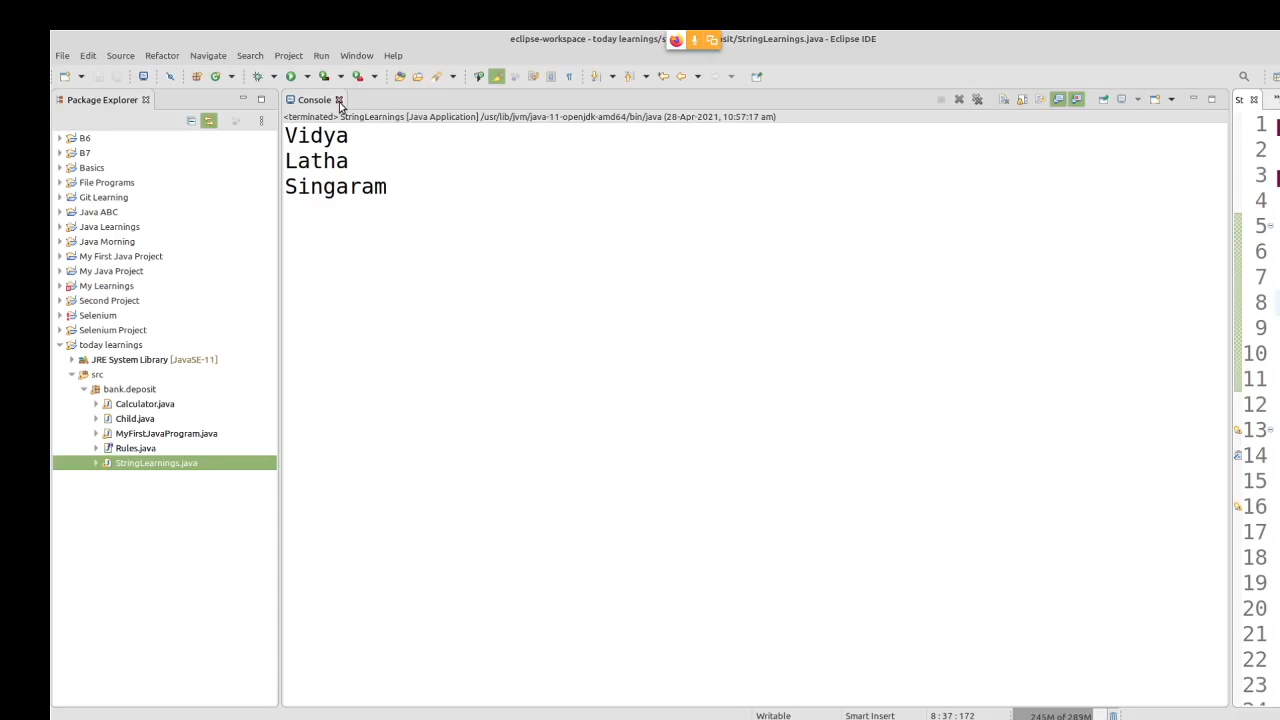 eclipse-workspace - today learnings/s sit/StringLearnings.java - Eclipse IDE
File Edit Source Refactor Navigate Search Project Run Window Help
Package Explorer
Console
St
<terminated> StringLearnings [Java Application] /usr/lib/jvm/java-11-openjdk-amd64/bin/java (28-Apr-2021, 10:57:17 am)
Vidya
Latha
Singaram
B6
B7
Basics
File Programs
Git Learning
Java ABC
Java Learnings
Java Morning
My First Java Project
My Java Project
My Learnings
Second Project
Selenium
Selenium Project
today learnings
JRE System Library [JavaSE-11]
src
bank.deposit
Calculator.java
Child.java
MyFirstJavaProgram.java
Rules.java
StringLearnings.java
1
2
3
4
5
6
7
8
9
10
11
12
13
14
15
16
17
18
19
20
21
22
23
Writable Smart Insert 8 : 37 : 172 245M of 289M